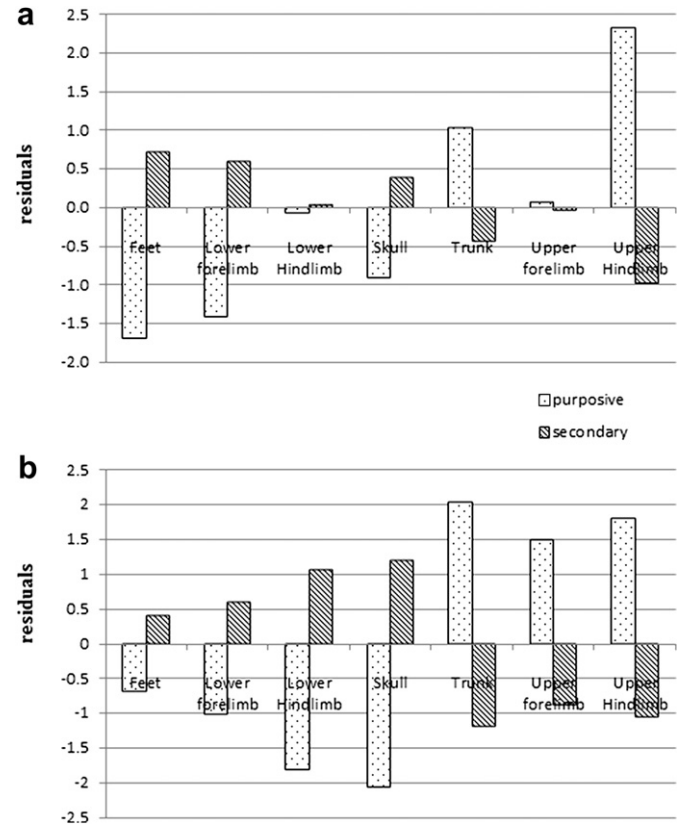 a
2.5
2.0
1.5
1.0
0.5
0.0
-0.5
-1.0
-1.5
-2.0
residuals
Feet
Lower
forelimb
Lower
Hindlimb
Skull
Trunk
Upper
forelimb
Upper
Hindlimb
purposive
secondary
b
2.5
2
1.5
1
0.5
0
-0.5
-1
-1.5
-2
-2.5
residuals
Feet
Lower
forelimb
Lower
Hindlimb
Skull
Trunk
Upper
forelimb
Upper
Hindlimb